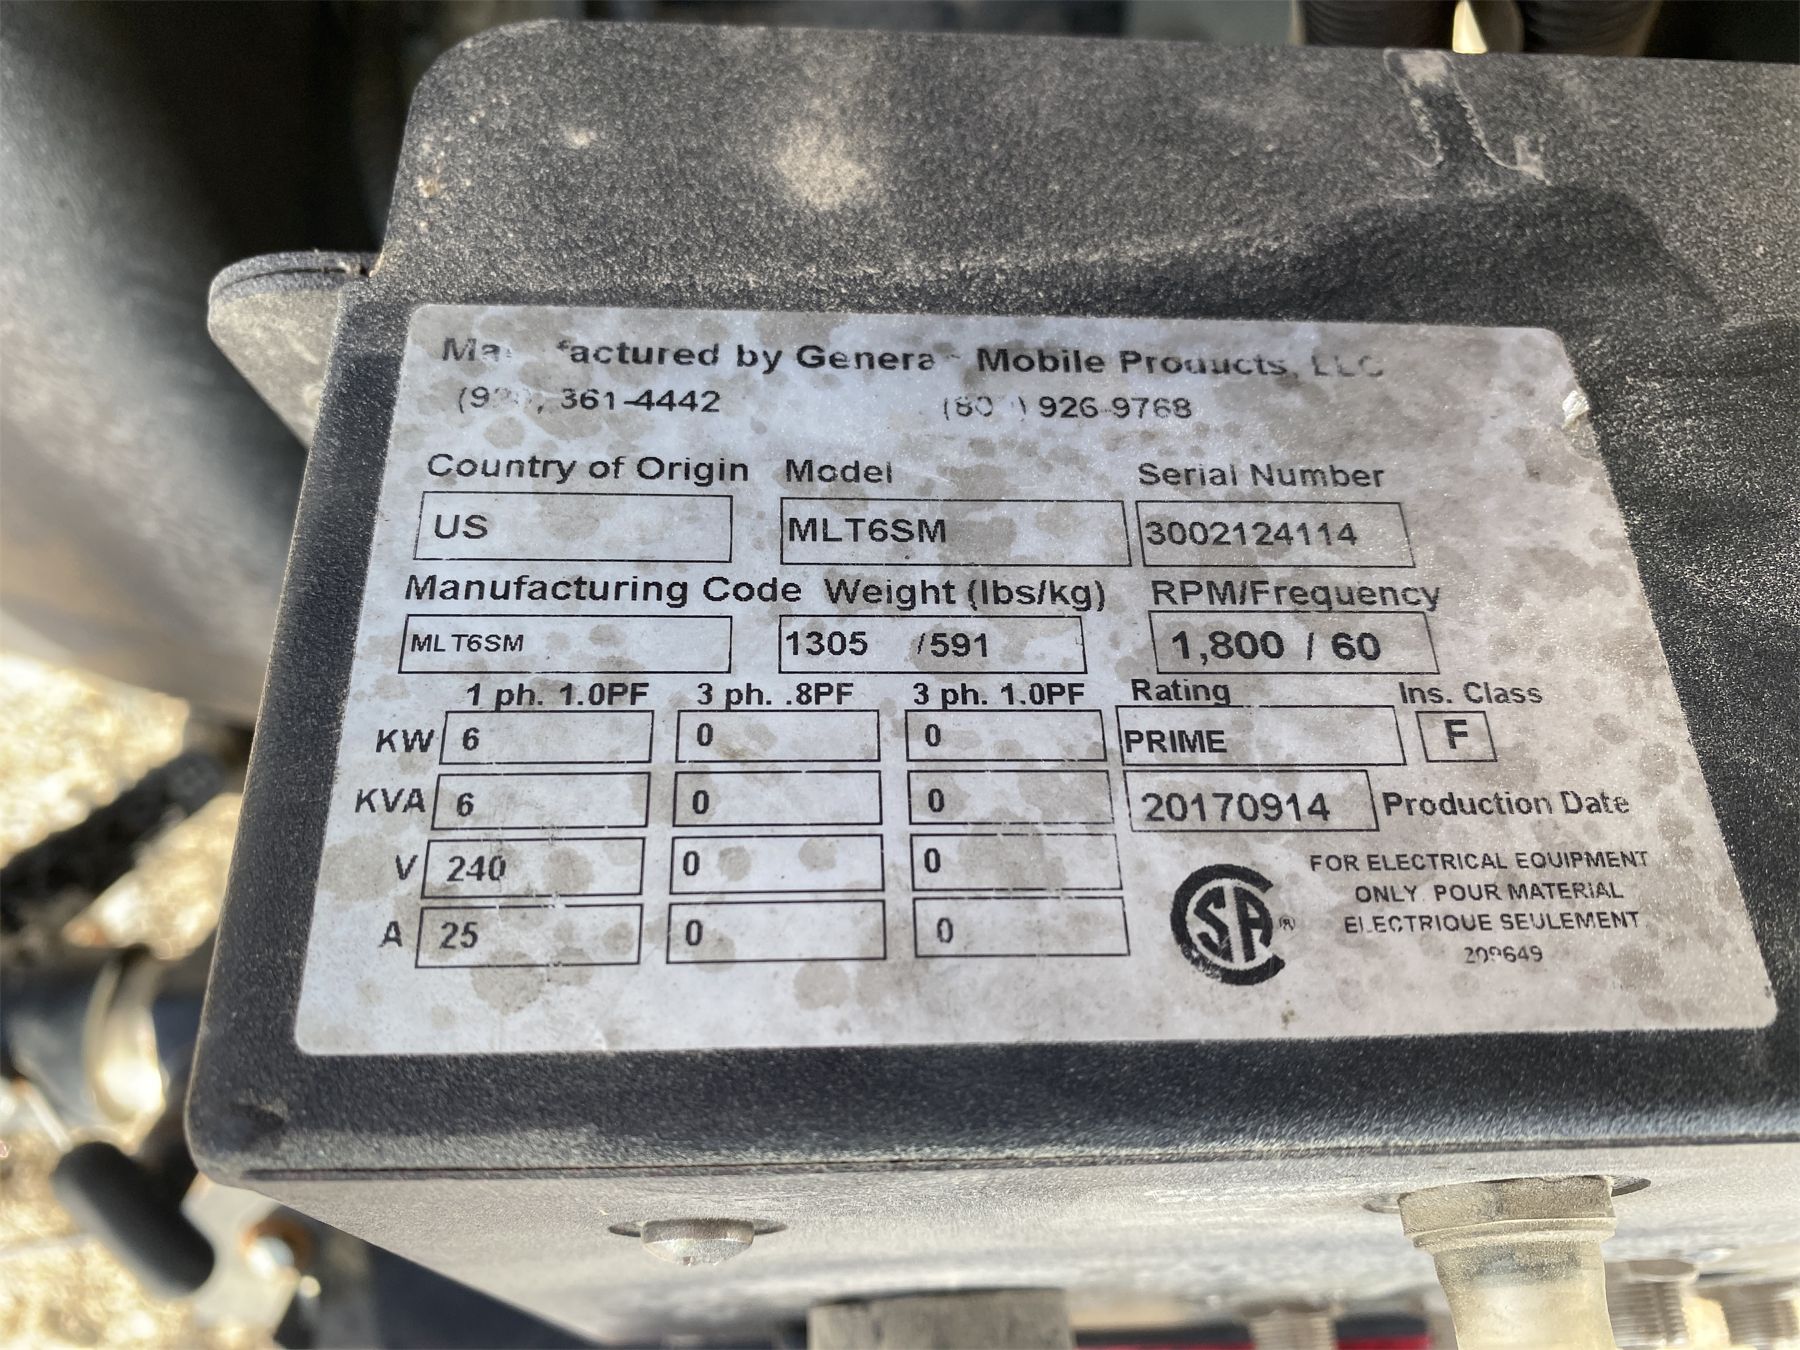 by Mobile
361-4442 926-9768
Country of Origin Model Serial Number
US MLT6SM 3002124114
Manufacturing Code Weight (lbs/kg) RPM/Frequency
MLT6SM 1305 /591 1,800 / 60
1 ph. 1.0PF 3 ph. .8PF 3 ph. 1.0PF Rating Ins. Class
KW 6 0 0 PRIME F
KVA 6 0 0 20170914 Production Date
V 240 0 0
A 25 0 0
SA ®
FOR ELECTRICAL EQUIPMENT
ONLY POUR MATERIAL
ELECTRIQUE SEULEMENT